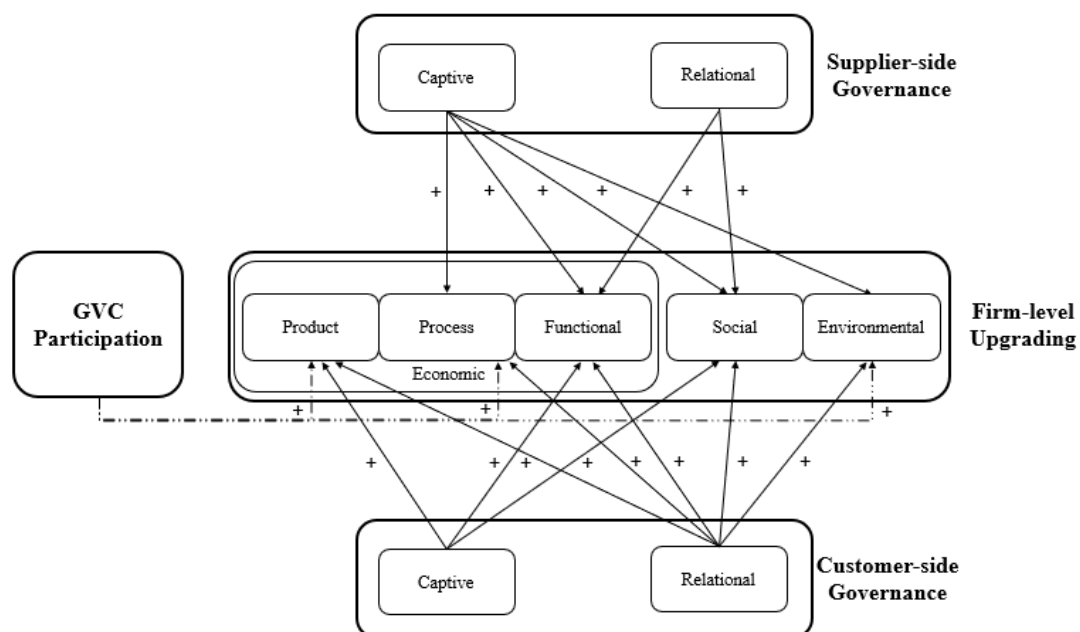 Captive
Relational
Supplier-side
Governance
+ + + + + +
GVC
Participation
Product
Process
Functional
Social
Environmental
Economic
Firm-level
Upgrading
+ + +
+ + + + + + + +
Captive
Relational
Customer-side
Governance